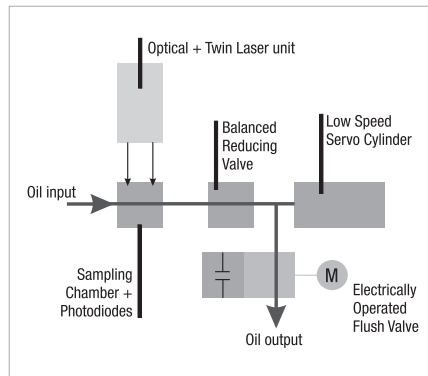 Optical + Twin Laser unit
Balanced
Reducing
Valve
Low Speed
Servo Cylinder
Oil input
Sampling
Chamber +
Photodiodes
M
Electrically
Operated
Flush Valve
Oil output